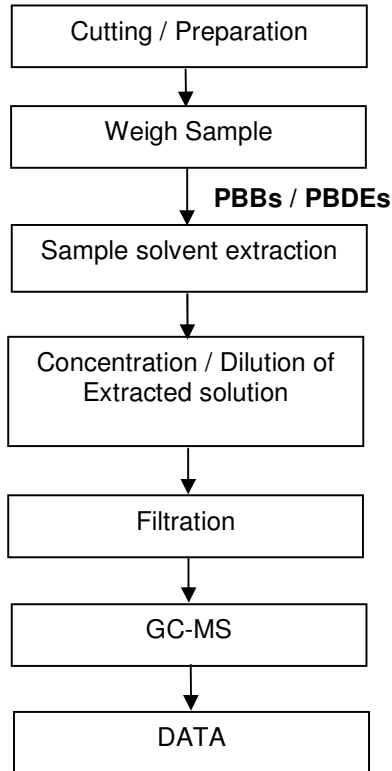 Cutting / Preparation
Weigh Sample
PBBs / PBDEs
Sample solvent extraction
Concentration / Dilution of
Extracted solution
Filtration
GC-MS
DATA